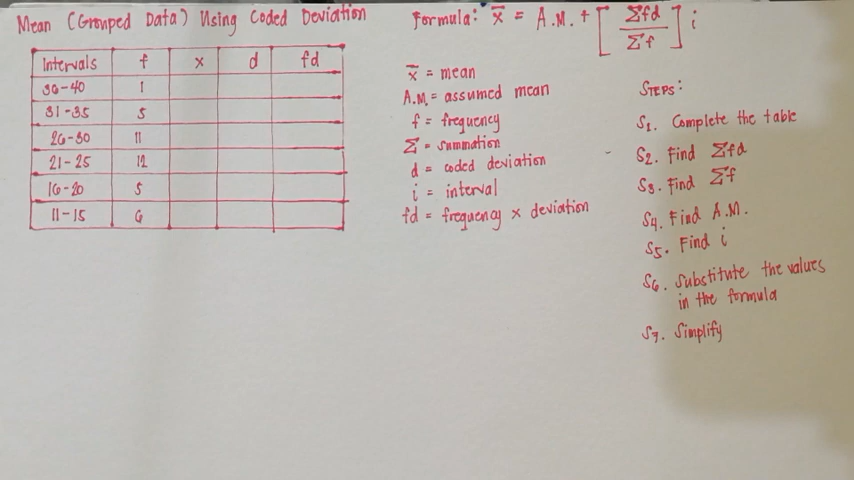 Mean (Grouped Data) Using Coded Deviation
Formula: x̄ = A.M. + [ Σfd / Σf ] i
Intervals f x d fd
36-40 1
31-35 5
26-30 11
21-25 12
16-20 5
11-15 6
x̄ = mean
A.M. = assumed mean
f = frequency
Σ = summation
d = coded deviation
i = interval
fd = frequency x deviation
Steps:
S1. Complete the table
S2. Find Σfd
S3. Find Σf
S4. Find A.M.
S5. Find i
S6. Substitute the values
in the formula
S7. Simplify